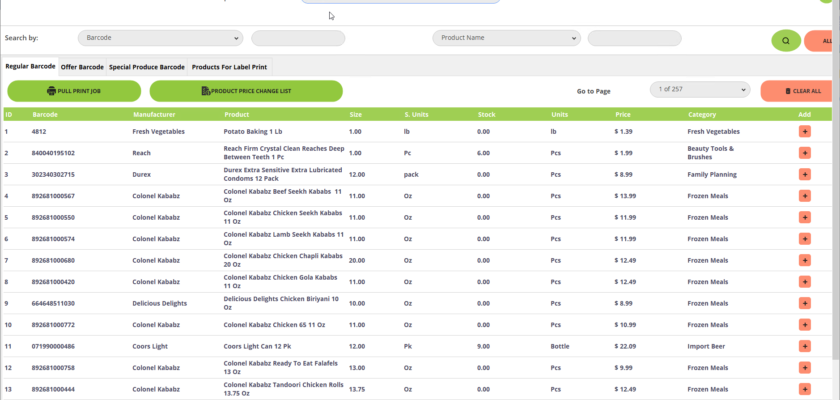 Search by: Barcode Product Name ALL
Regular Barcode Offer Barcode Special Produce Barcode Products For Label Print
PULL PRINT JOB PRODUCT PRICE CHANGE LIST Go to Page 1 of 257 CLEAR ALL
ID Barcode Manufacturer Product Size S. Units Stock Units Price Category Add
1 4812 Fresh Vegetables Potato Baking 1 Lb 1.00 lb 0.00 lb $ 1.39 Fresh Vegetables +
2 840040195102 Reach Reach Firm Crystal Clean Reaches Deep Between Teeth 1 Pc 1.00 Pc 6.00 Pcs $ 1.99 Beauty Tools & Brushes +
3 302340302715 Durex Durex Extra Sensitive Extra Lubricated Condoms 12 Pack 12.00 pack 0.00 Pcs $ 8.99 Family Planning +
4 892681000567 Colonel Kababz Colonel Kababz Beef Seekh Kababs 11 Oz 11.00 Oz 0.00 Pcs $ 13.99 Frozen Meals +
5 892681000550 Colonel Kababz Colonel Kababz Chicken Seekh Kababs 11 Oz 11.00 Oz 0.00 Pcs $ 11.99 Frozen Meals +
6 892681000574 Colonel Kababz Colonel Kababz Lamb Seekh Kababs 11 Oz 11.00 Oz 0.00 Pcs $ 11.99 Frozen Meals +
7 892681000680 Colonel Kababz Colonel Kababz Chicken Chapli Kababs 20 Oz 20.00 Oz 0.00 Pcs $ 12.49 Frozen Meals +
8 892681000420 Colonel Kababz Colonel Kababz Chicken Gola Kababs 11 Oz 11.00 Oz 0.00 Pcs $ 12.49 Frozen Meals +
9 664648511030 Delicious Delights Delicious Delights Chicken Biriyani 10 Oz 10.00 Oz 0.00 Pcs $ 8.99 Frozen Meals +
10 892681000772 Colonel Kababz Colonel Kababz Chicken 65 11 Oz 11.00 Oz 0.00 Pcs $ 10.99 Frozen Meals +
11 071990000486 Coors Light Coors Light Can 12 Pk 12.00 Pk 9.00 Bottle $ 22.09 Import Beer +
12 892681000758 Colonel Kababz Colonel Kababz Ready To Eat Falafels 13 Oz 13.00 Oz 0.00 Pcs $ 9.99 Frozen Meals +
13 892681000444 Colonel Kababz Colonel Kababz Tandoori Chicken Rolls 13.75 Oz 13.75 Oz 0.00 Pcs $ 12.49 Frozen Meals +